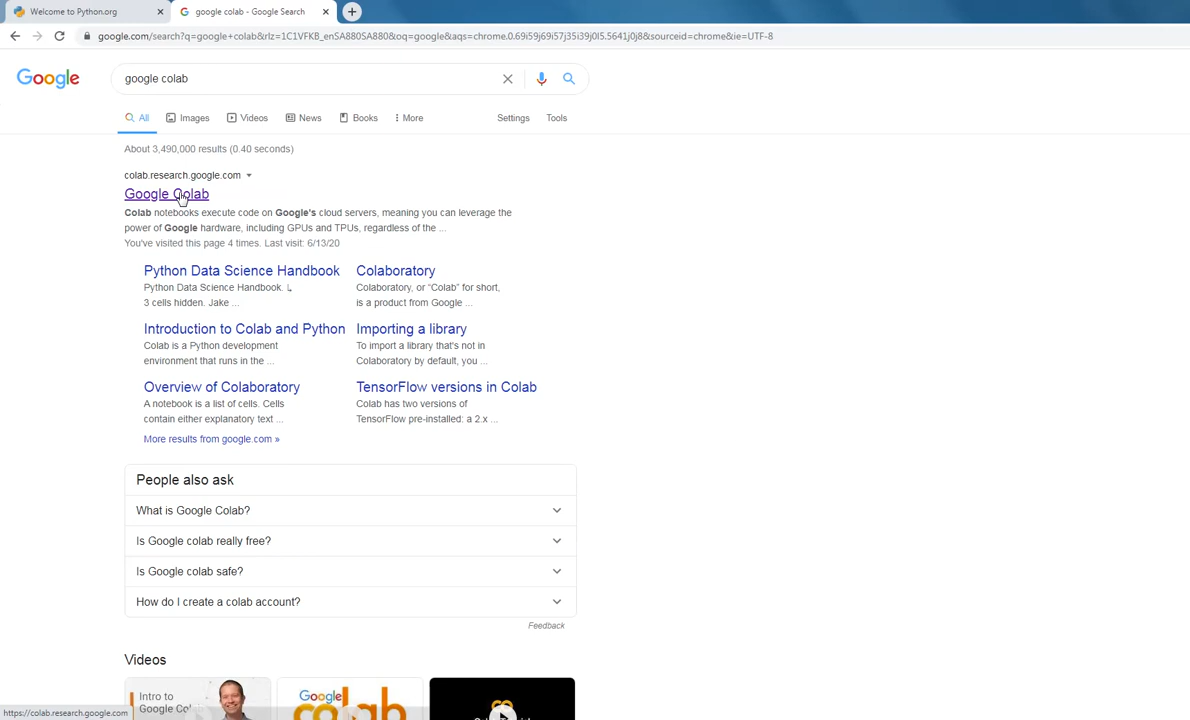 Welcome to Python.org
google colab - Google Search
google.com/search?q=google+colab&rlz=1C1VFKB_enSA880SA880&oq=google&aqs=chrome.0.69i59j69i57j35i39j0l5.5641j0j8&sourceid=chrome&ie=UTF-8
Google
google colab
All Images Videos News Books More Settings Tools
About 3,490,000 results (0.40 seconds)
colab.research.google.com
Google Colab
Colab notebooks execute code on Google's cloud servers, meaning you can leverage the
power of Google hardware, including GPUs and TPUs, regardless of the ...
You've visited this page 4 times. Last visit: 6/13/20
Python Data Science Handbook
Python Data Science Handbook. ↳
3 cells hidden. Jake ...
Colaboratory
Colaboratory, or “Colab” for short,
is a product from Google ...
Introduction to Colab and Python
Colab is a Python development
environment that runs in the ...
Importing a library
To import a library that's not in
Colaboratory by default, you ...
Overview of Colaboratory
A notebook is a list of cells. Cells
contain either explanatory text ...
TensorFlow versions in Colab
Colab has two versions of
TensorFlow pre-installed: a 2.x ...
More results from google.com »
People also ask
What is Google Colab?
Is Google colab really free?
Is Google colab safe?
How do I create a colab account?
Feedback
Videos
Intro to
Google
Google
colab
https://colab.research.google.com